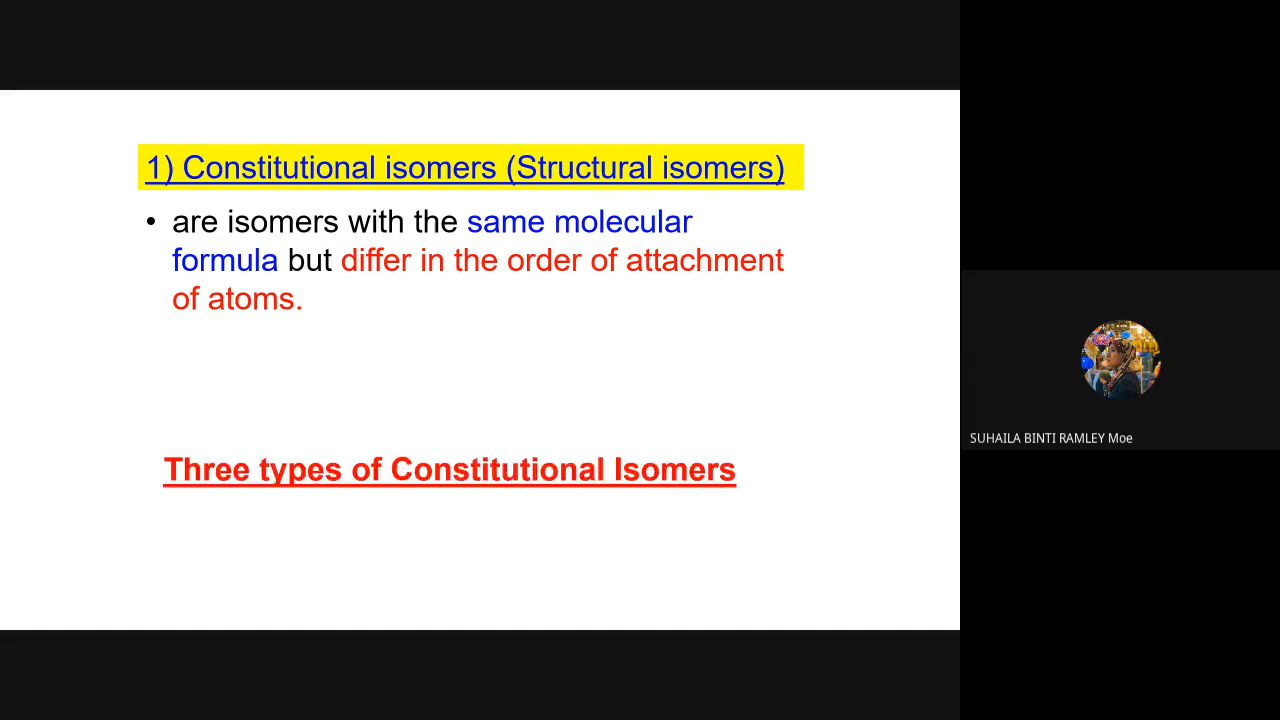 1) Constitutional isomers (Structural isomers)
• are isomers with the same molecular
formula but differ in the order of attachment
of atoms.
Three types of Constitutional Isomers
SUHAILA BINTI RAMLEY Moe